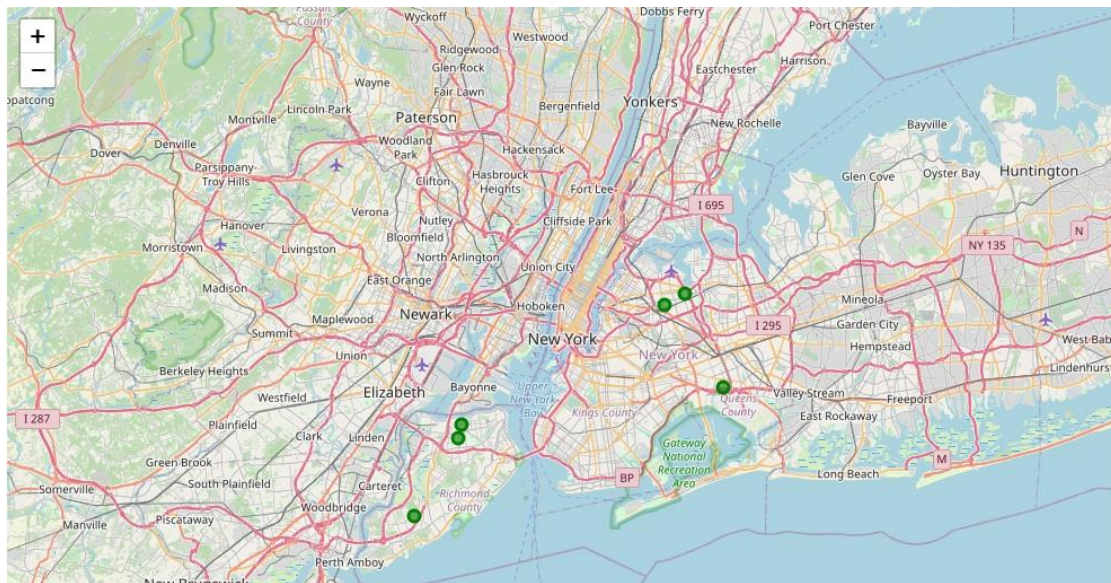 Passaic
County
Dobbs Ferry
Port Chester
+
Wyckoff
Westwood
Ridgewood
Glen Rock
Harrison
Eastchester
−
Wayne
Fair Lawn
opatcong
Lincoln Park
Bergenfield
Yonkers
Montville
Paterson
New Rochelle
Bayville
Denville
Woodland
Park
Hackensack
Dover
Parsippany-
Troy Hills
Clifton
Hasbrouck
Heights
Fort Lee
Glen Cove
Oyster Bay
Huntington
I 695
Verona
Nutley
Cliffside Park
Hanover
Bloomfield
N
Morristown
Livingston
North Arlington
NY 135
Union City
East Orange
Madison
Hoboken
Mineola
Maplewood
Newark
Summit
I 295
Garden City
West Bab
Union
New York
New York
Hempstead
Berkeley Heights
Lindenhurst
Elizabeth
Bayonne
Upper
New York
Bay
Queens
County
Valley Stream
Freeport
Westfield
I 287
Kings County
East Rockaway
Plainfield
Clark
Linden
Gateway
National
Recreation
Area
Green Brook
M
South Plainfield
Carteret
BP
Long Beach
Somerville
Richmond
County
Woodbridge
Manville
Piscataway
Perth Amboy
New Brunswick